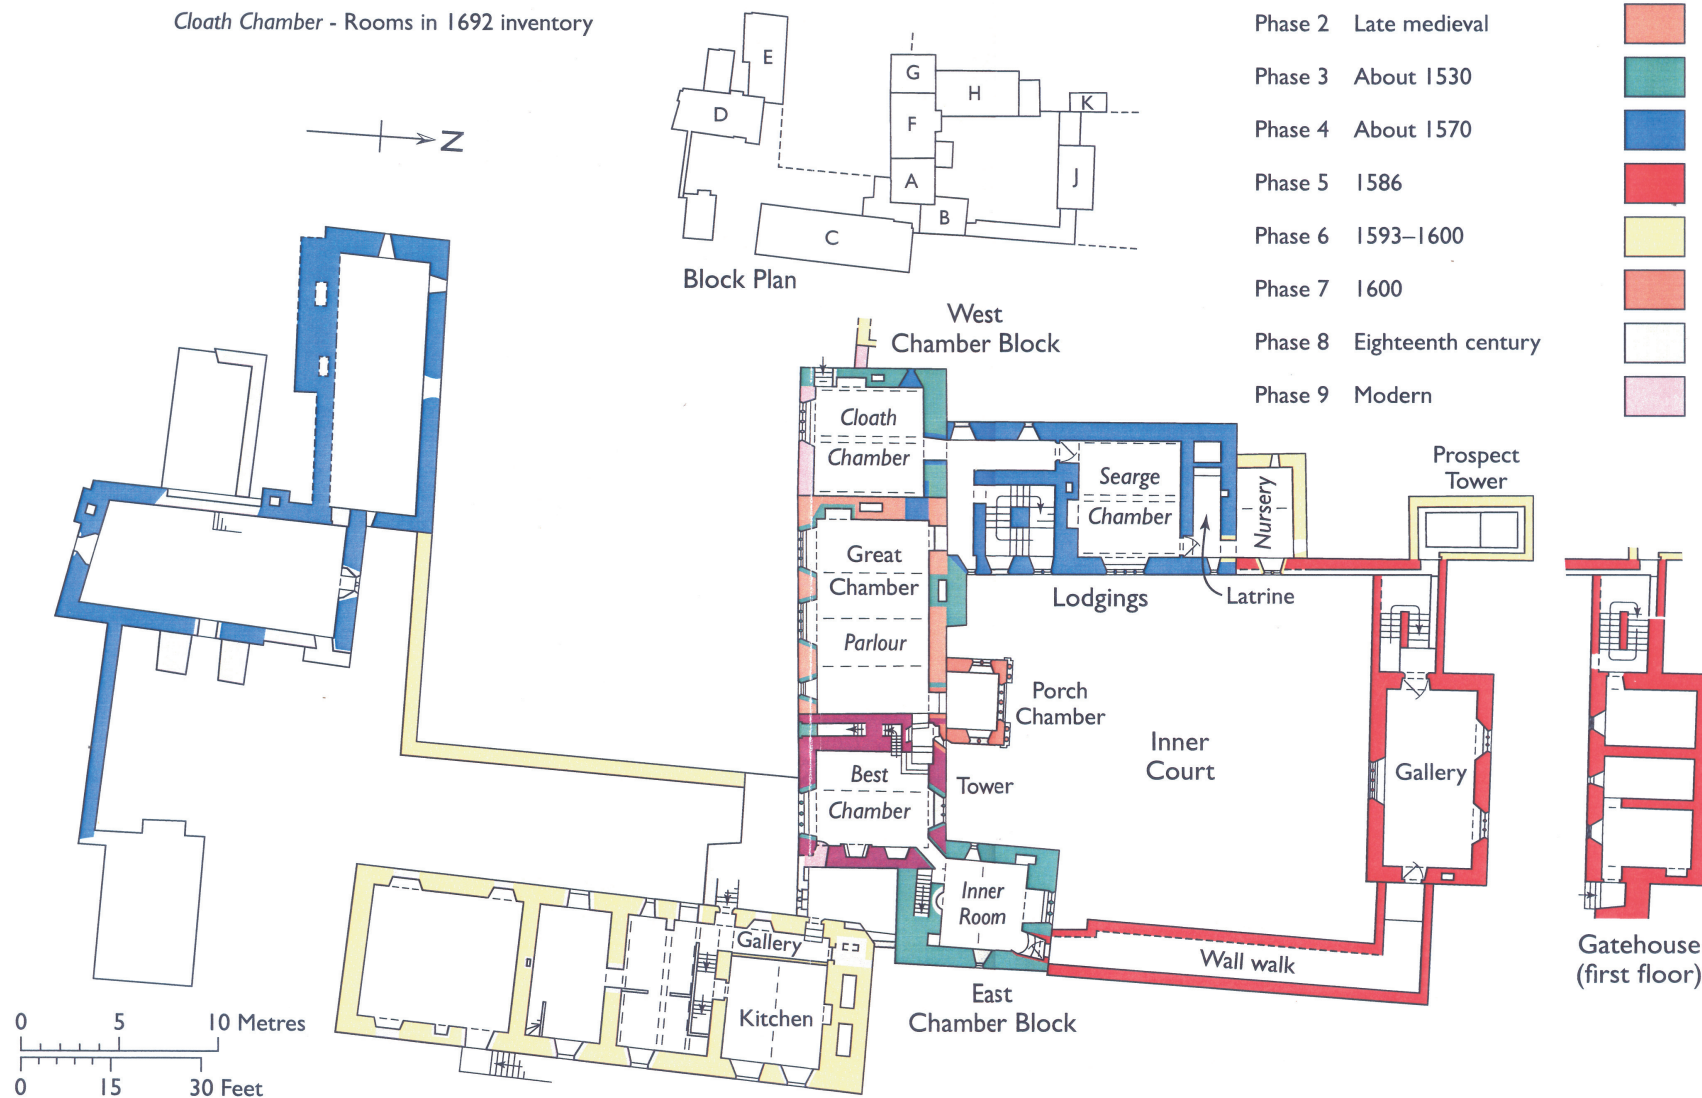 Cloath Chamber - Rooms in 1692 inventory
Phase 2 Late medieval
Phase 3 About 1530
Phase 4 About 1570
Phase 5 1586
Phase 6 1593–1600
Phase 7 1600
Phase 8 Eighteenth century
Phase 9 Modern
E
D
G
H
K
F
A
J
B
C
Block Plan
N
West
Chamber Block
Cloath
Chamber
Searge
Chamber
Nursery
Prospect
Tower
Great
Chamber
Parlour
Lodgings
Latrine
Porch
Chamber
Inner
Court
Gallery
Best
Chamber
Tower
Inner
Room
Gallery
Kitchen
Wall walk
East
Chamber Block
Gatehouse
(first floor)
0 5 10 Metres
0 15 30 Feet